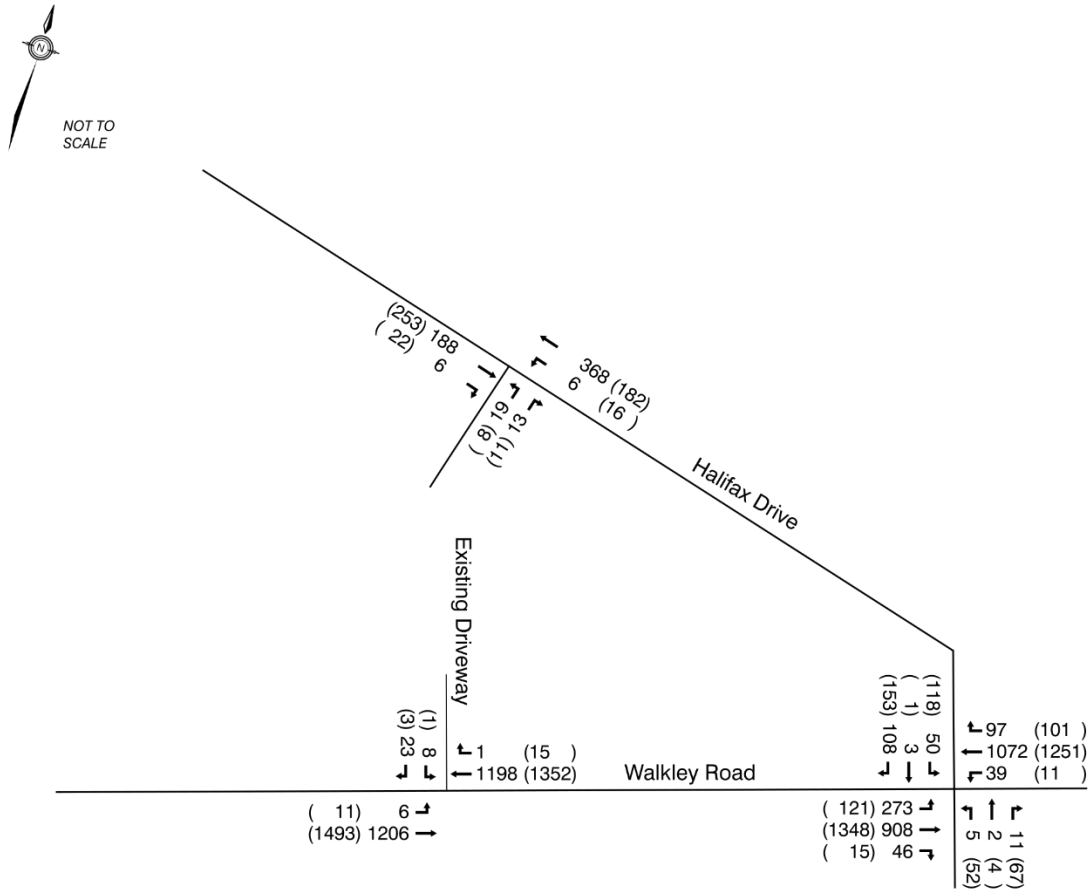 N
NOT TO
SCALE
(253) 188
( 22) 6
368 (182)
6 (16 )
( 8) 19
(11) 13
Halifax Drive
Existing Driveway
(1) 8
(3) 23
1 (15 )
1198 (1352)
Walkley Road
( 11) 6
(1493) 1206
(118) 50
( 1) 3
(153) 108
97 (101 )
1072 (1251)
39 (11 )
( 121) 273
(1348) 908
( 15) 46
11 (67)
2 (4 )
5 (52)